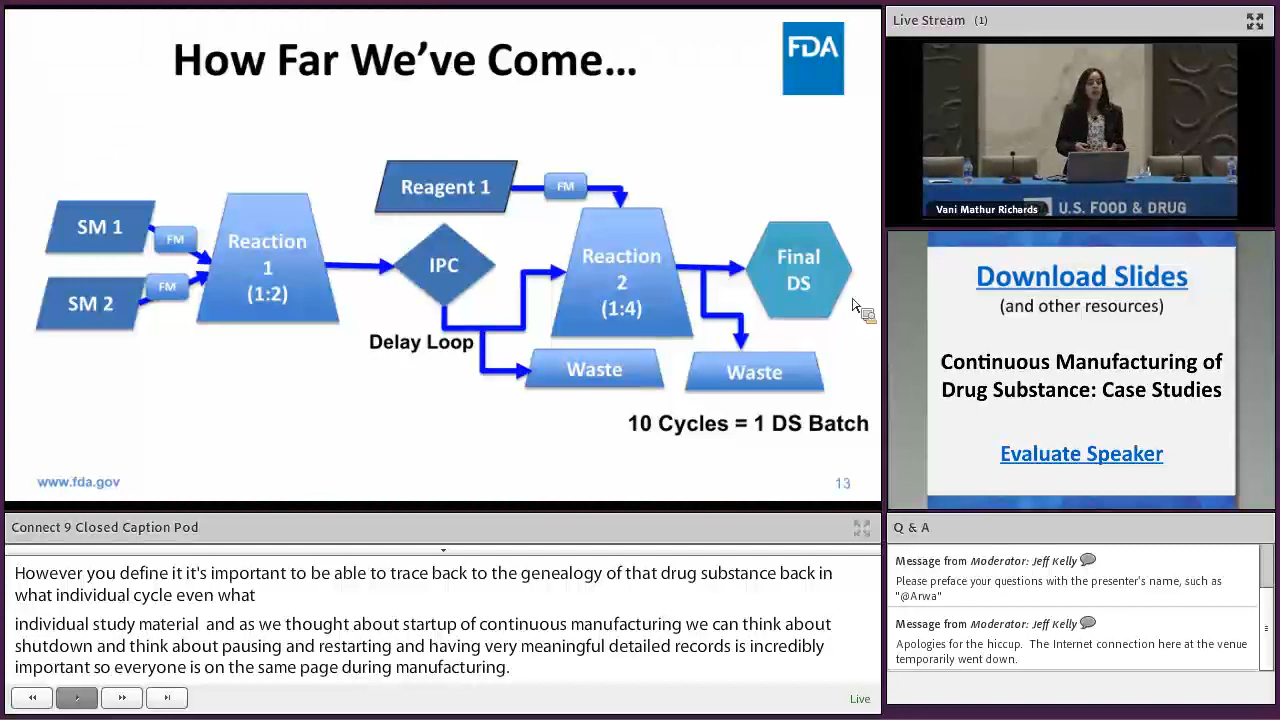 How Far We've Come...
FDA
SM 1
FM
SM 2
FM
Reaction
1
(1:2)
Reagent 1
FM
IPC
Delay Loop
Reaction
2
(1:4)
Waste
Final
DS
Waste
10 Cycles = 1 DS Batch
www.fda.gov
13
Live Stream (1)
Vani Mathur Richards
U.S. FOOD & DRUG
Download Slides
(and other resources)
Continuous Manufacturing of
Drug Substance: Case Studies
Evaluate Speaker
Connect 9 Closed Caption Pod
However you define it it's important to be able to trace back to the genealogy of that drug substance back in
what individual cycle even what
individual study material and as we thought about startup of continuous manufacturing we can think about
shutdown and think about pausing and restarting and having very meaningful detailed records is incredibly
important so everyone is on the same page during manufacturing.
Live
Q & A
Message from Moderator: Jeff Kelly
Please preface your questions with the presenter's name, such as
"@Arwa"
Message from Moderator: Jeff Kelly
Apologies for the hiccup. The Internet connection here at the venue
temporarily went down.